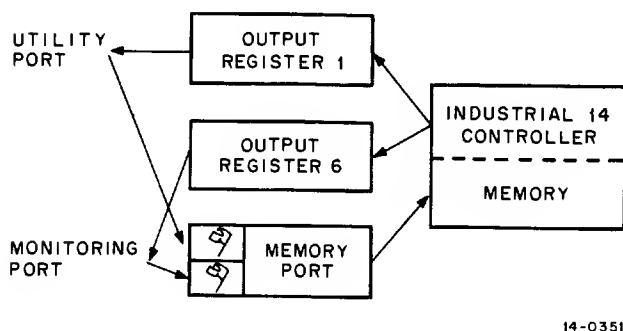 UTILITY
PORT
OUTPUT
REGISTER 1
INDUSTRIAL 14
CONTROLLER
MEMORY
OUTPUT
REGISTER 6
MONITORING
PORT
MEMORY
PORT
14-0351